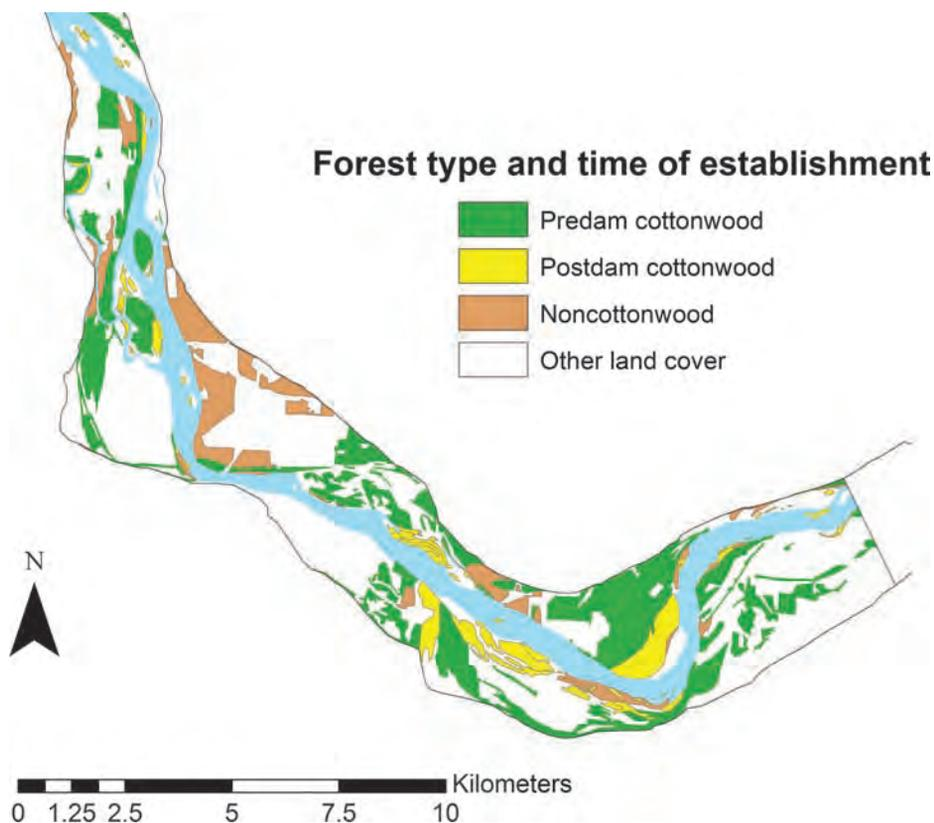 Forest type and time of establishment
Predam cottonwood
Postdam cottonwood
Noncottonwood
Other land cover
N
Kilometers
0 1.25 2.5 5 7.5 10